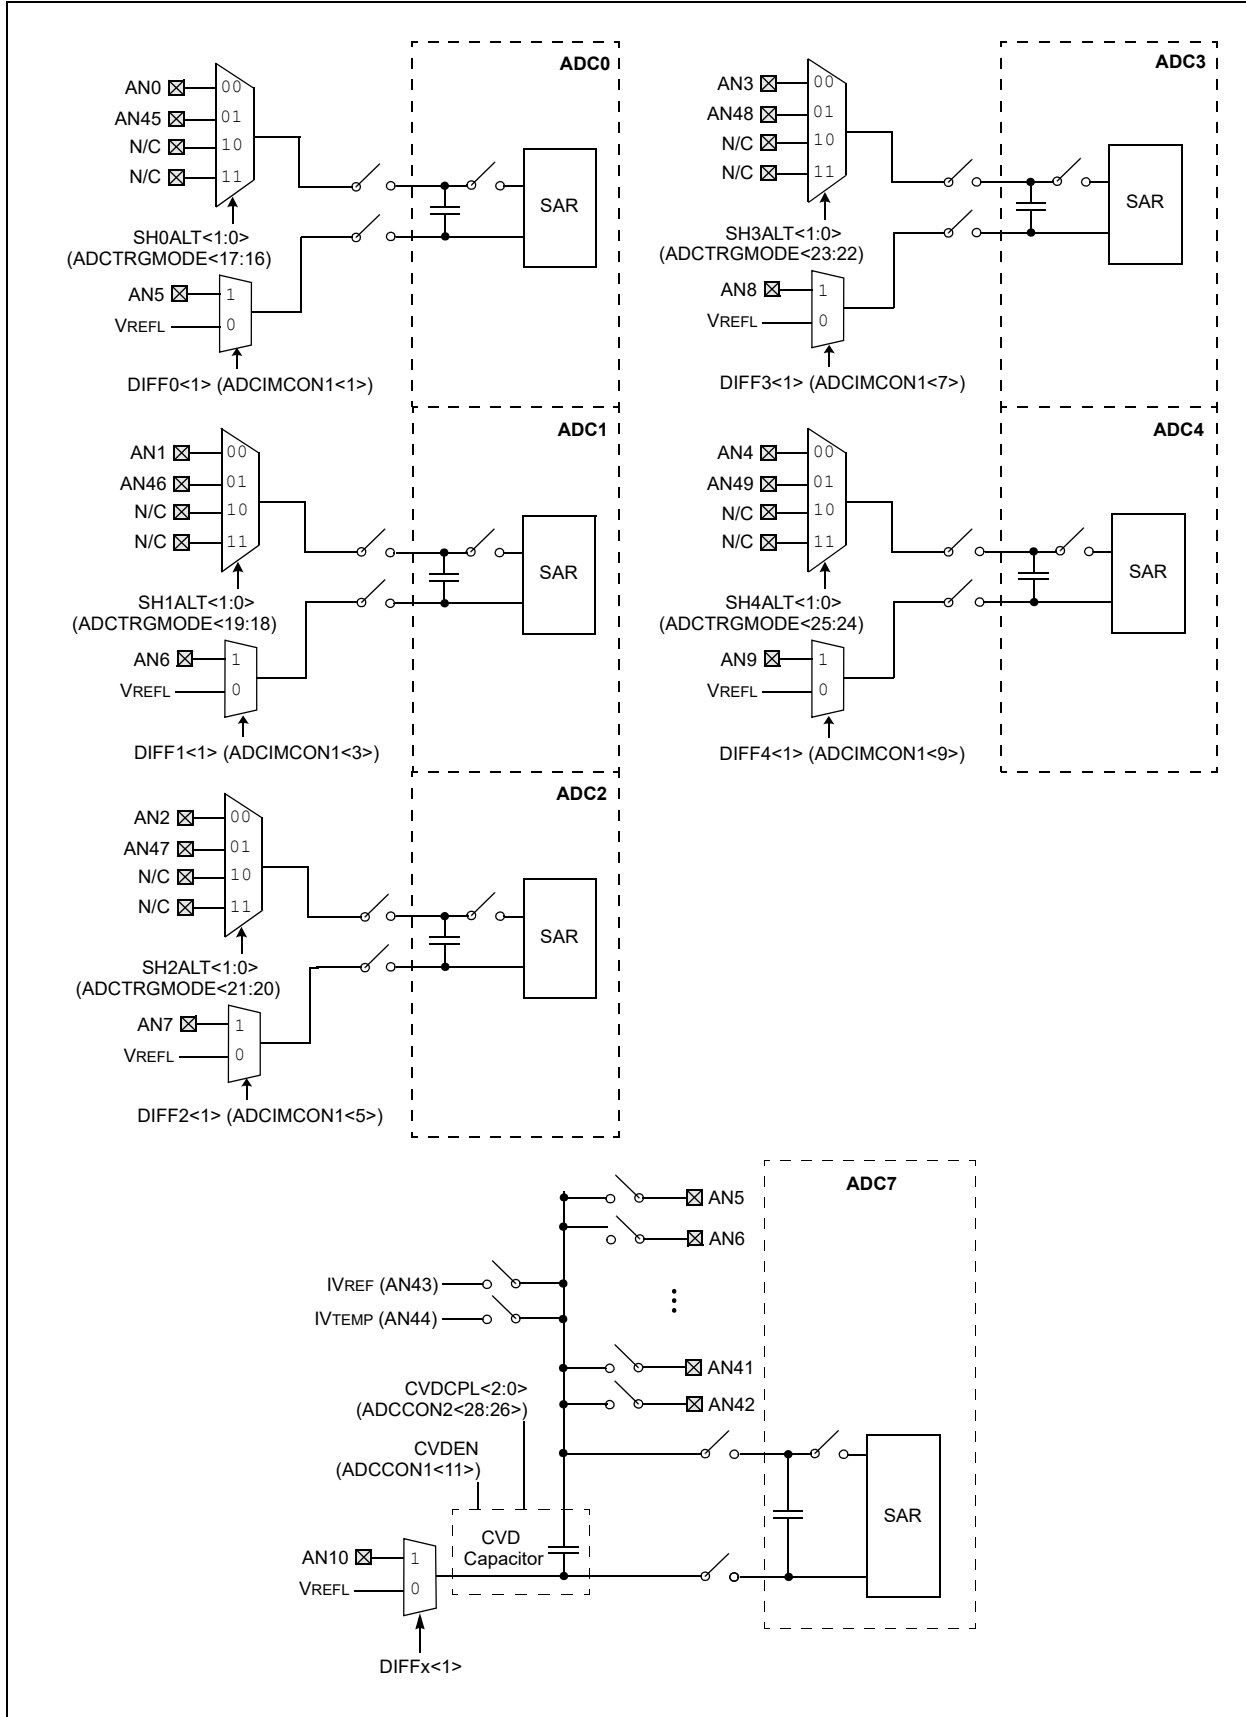 ADC0
AN0 00
AN45 01
N/C 10
N/C 11
SAR
SH0ALT<1:0>
(ADCTRGMODE<17:16)
AN5 1
VREFL 0
DIFF0<1> (ADCIMCON1<1>)
ADC3
AN3 00
AN48 01
N/C 10
N/C 11
SAR
SH3ALT<1:0>
(ADCTRGMODE<23:22)
AN8 1
VREFL 0
DIFF3<1> (ADCIMCON1<7>)
ADC1
AN1 00
AN46 01
N/C 10
N/C 11
SAR
SH1ALT<1:0>
(ADCTRGMODE<19:18)
AN6 1
VREFL 0
DIFF1<1> (ADCIMCON1<3>)
ADC4
AN4 00
AN49 01
N/C 10
N/C 11
SAR
SH4ALT<1:0>
(ADCTRGMODE<25:24)
AN9 1
VREFL 0
DIFF4<1> (ADCIMCON1<9>)
ADC2
AN2 00
AN47 01
N/C 10
N/C 11
SAR
SH2ALT<1:0>
(ADCTRGMODE<21:20)
AN7 1
VREFL 0
DIFF2<1> (ADCIMCON1<5>)
ADC7
AN5
AN6
IVREF (AN43)
IVTEMP (AN44)
AN41
AN42
CVDCPL<2:0>
(ADCCON2<28:26>)
CVDEN
(ADCCON1<11>)
SAR
CVD
Capacitor
AN10 1
VREFL 0
DIFFx<1>